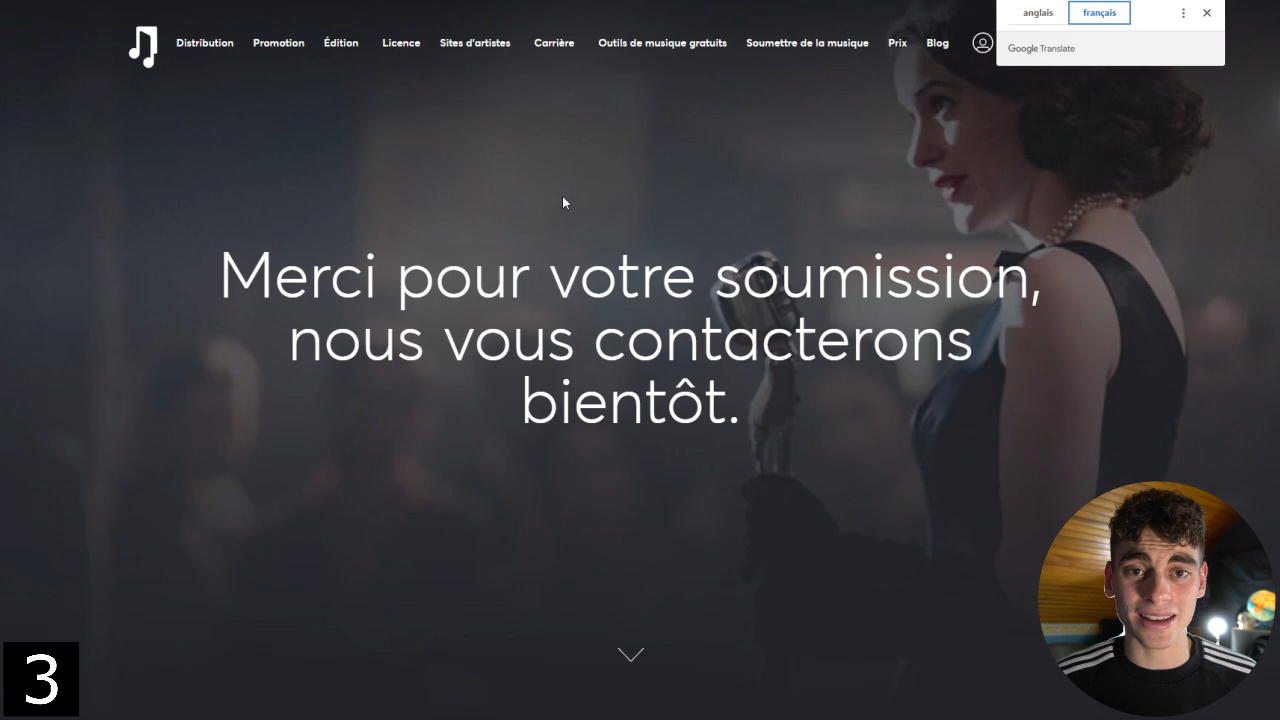 anglais français
Google Translate
Distribution Promotion Édition Licence Sites d'artistes Carrière Outils de musique gratuits Soumettre de la musique Prix Blog
Merci pour votre soumission,
nous vous contacterons
bientôt.
3